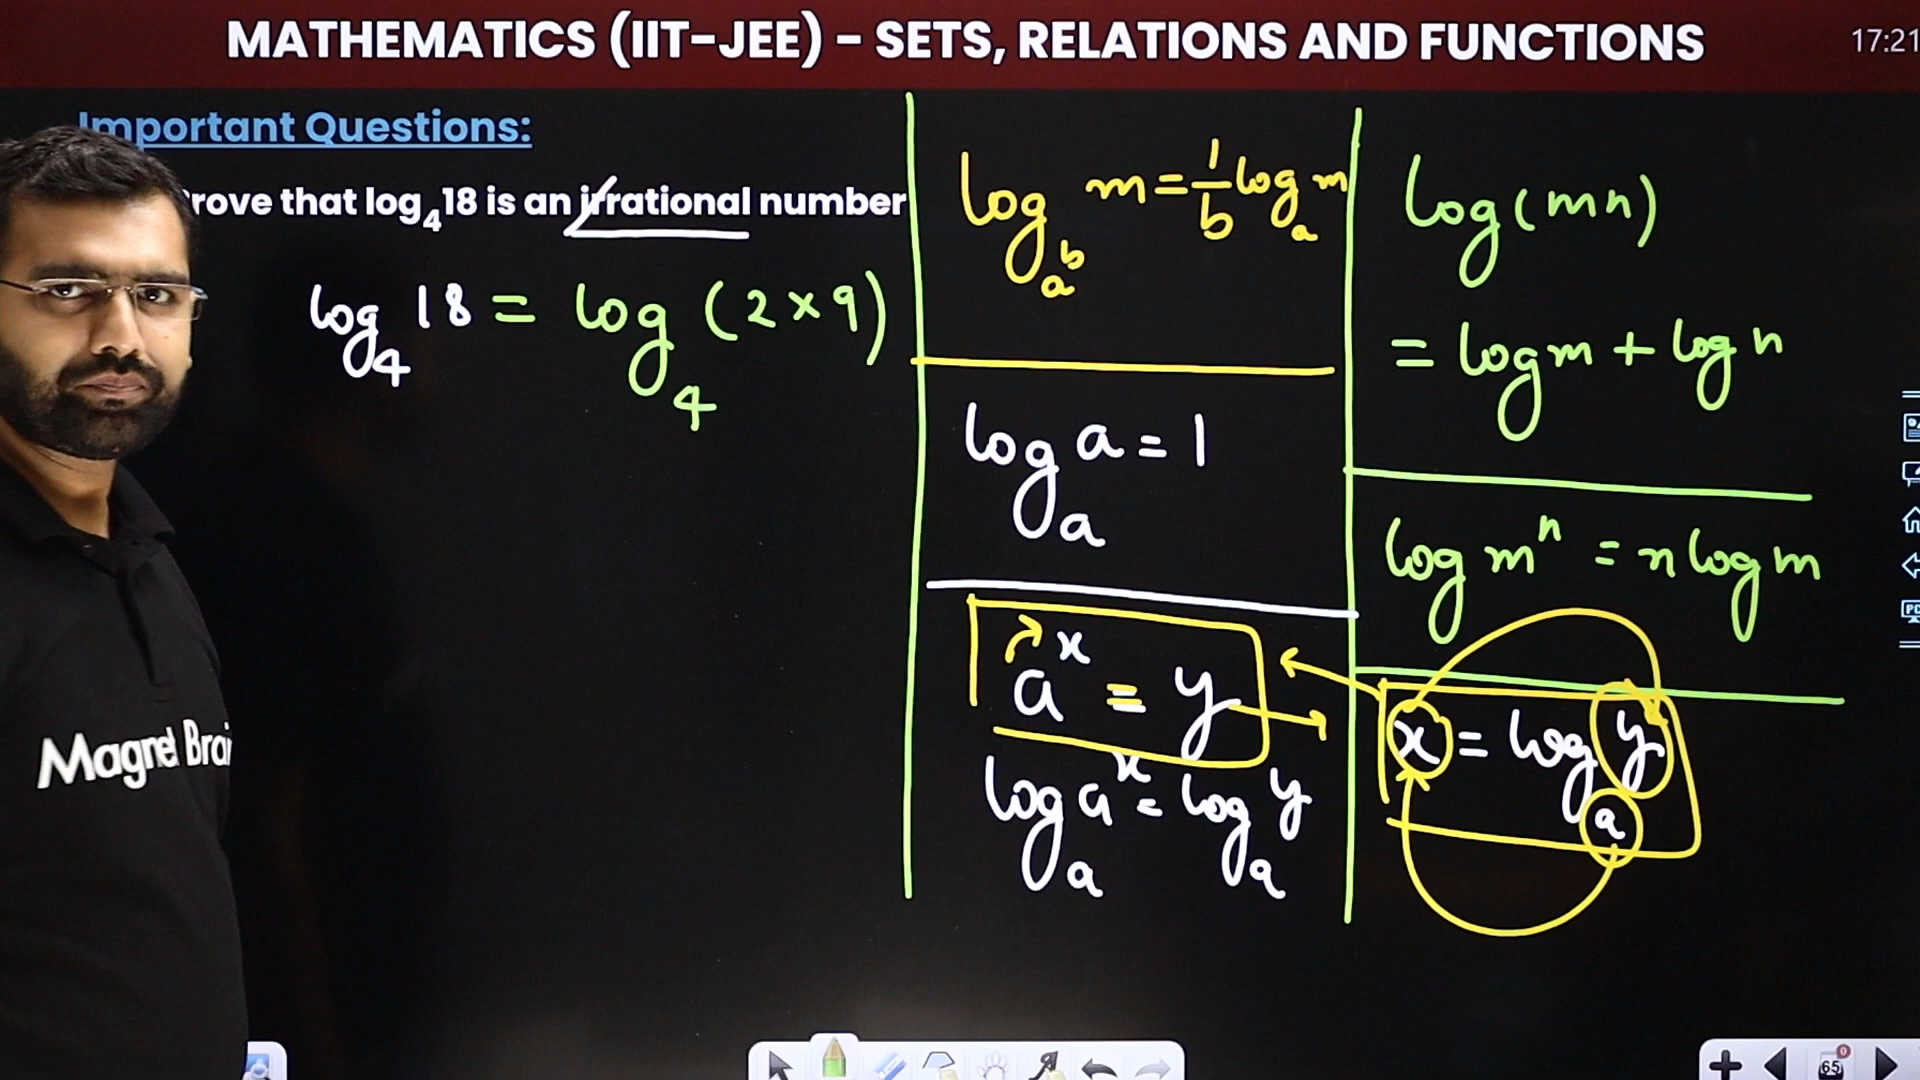 MATHEMATICS (IIT-JEE) - SETS, RELATIONS AND FUNCTIONS
17:21
Important Questions:
rove that log₄18 is an irrational number
log₄ 18 = log₄ (2 × 9)
log_{a^b} m = 1/b log_a m
log_a a = 1
a^x = y
log_a a^x = log_a y
log(mn)
= log m + log n
log m^n = n log m
x = log_a y
Magnet Brai
65
0